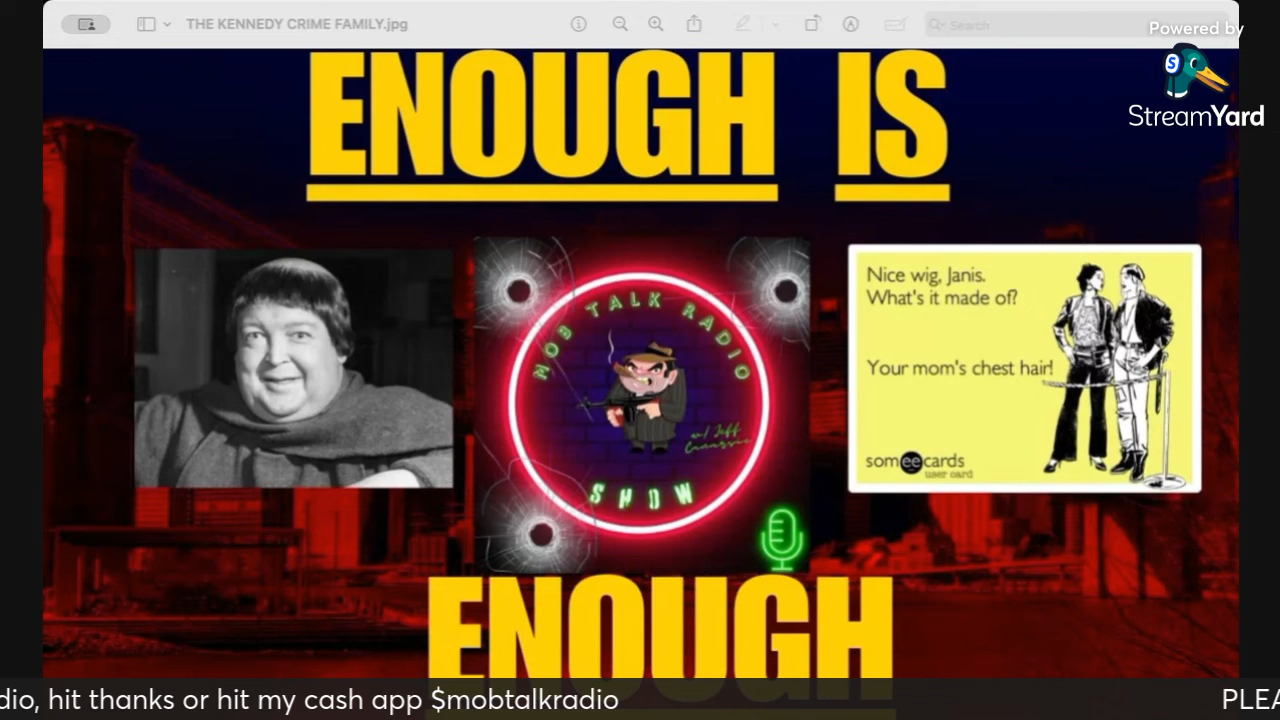 THE KENNEDY CRIME FAMILY.jpg
Search
Powered by
StreamYard
ENOUGH IS
MOB TALK RADIO
w/ Jeff
SHOW
Nice wig, Janis.
What's it made of?
Your mom's chest hair!
someecards
user card
ENOUGH
dio, hit thanks or hit my cash app $mobtalkradio
PLEA